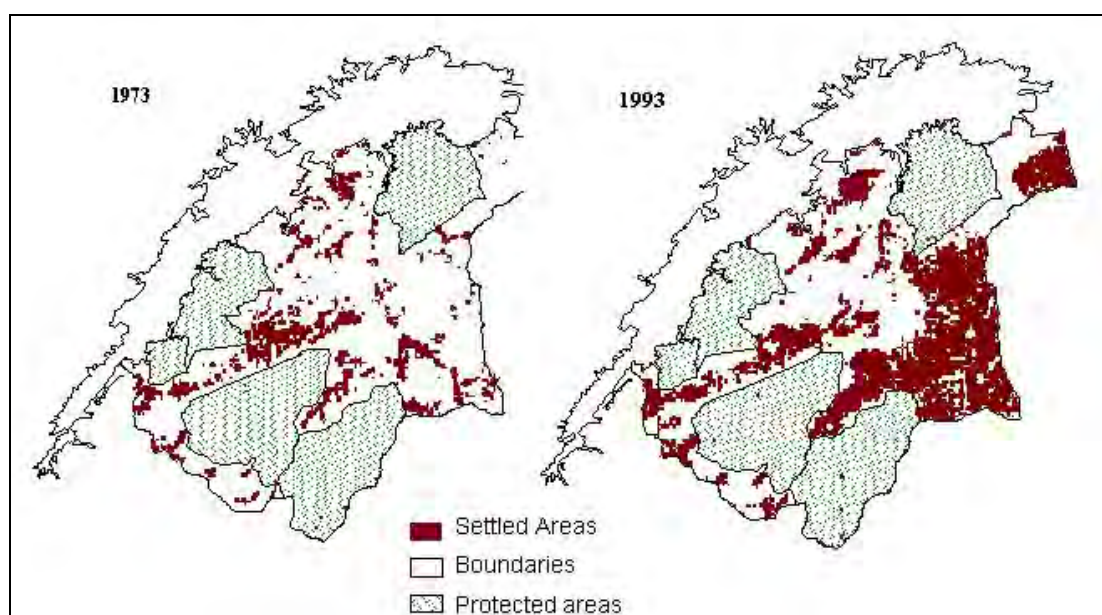 1973
1993
Settled Areas
Boundaries
Protected areas